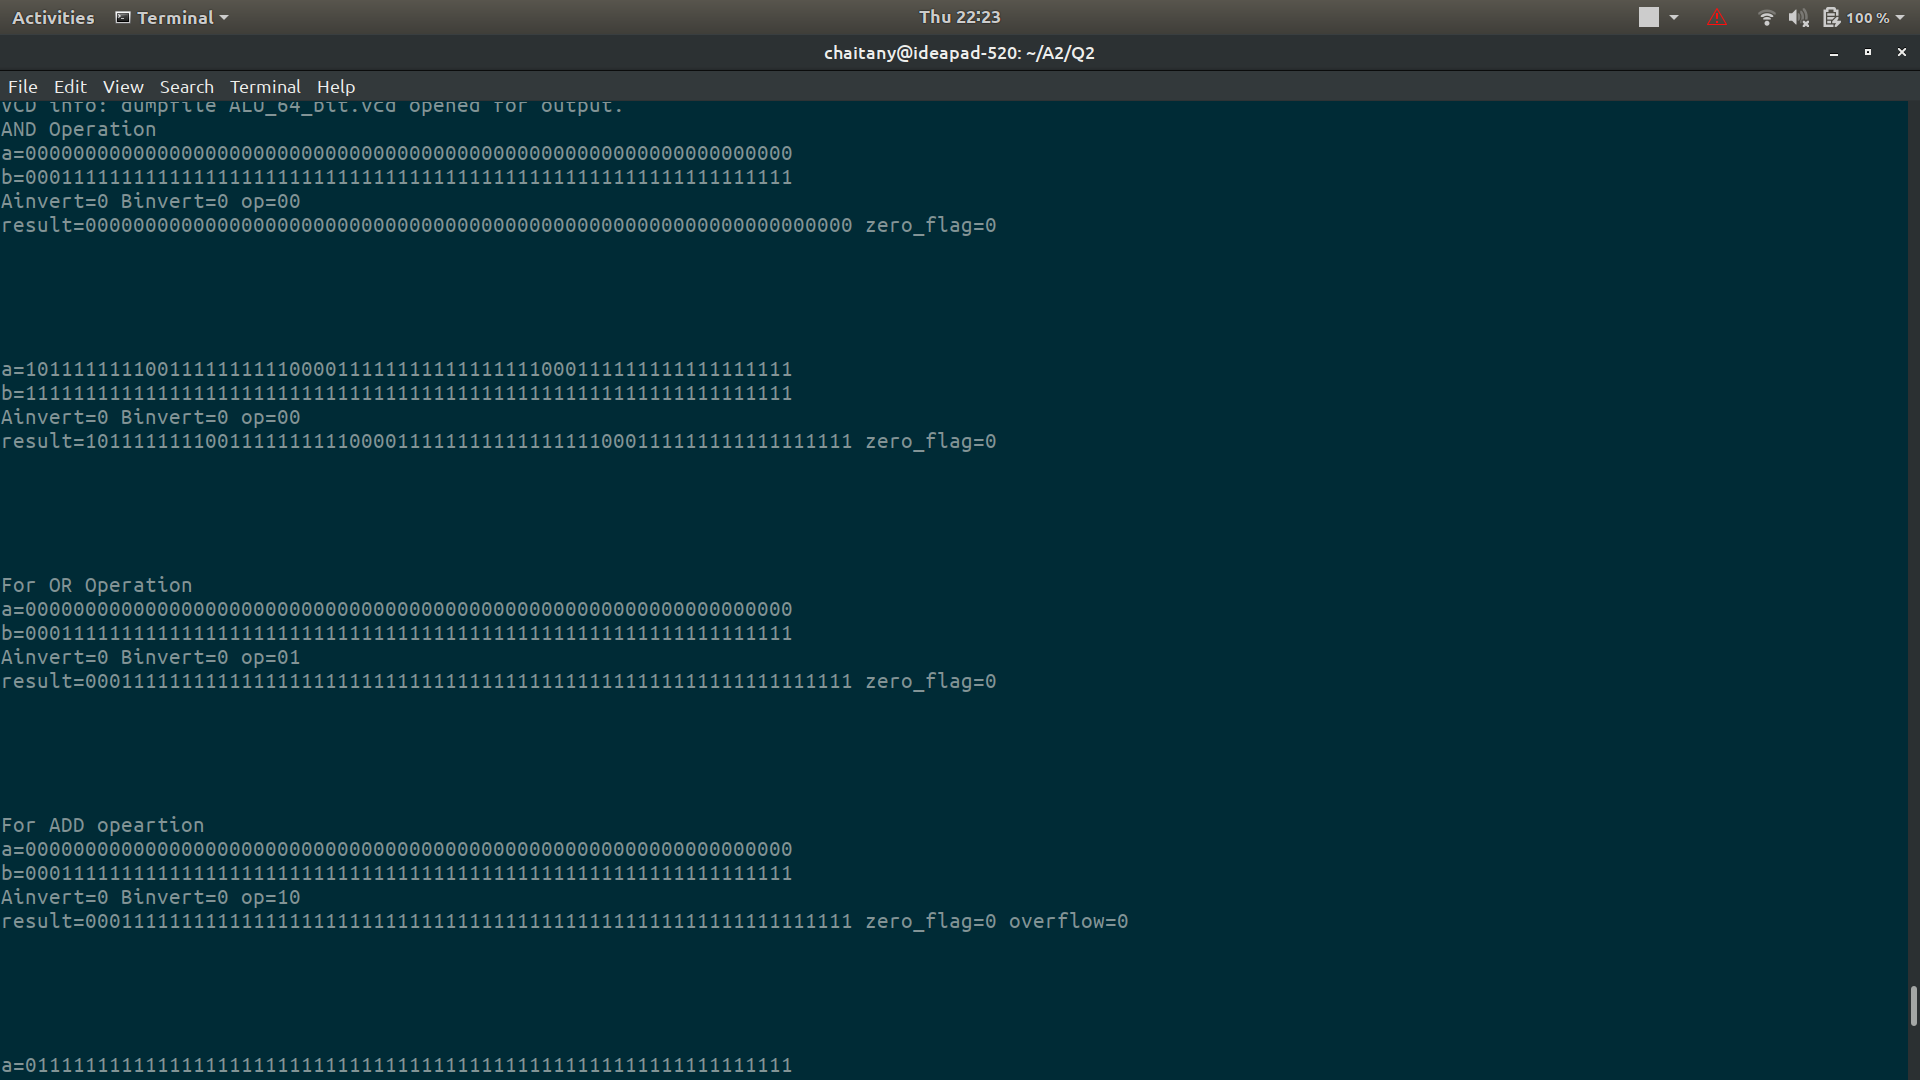 Activities Terminal Thu 22:23 100 %
chaitany@ideapad-520: ~/A2/Q2
File Edit View Search Terminal Help
VCD info: dumpfile ALU_64_bit.vcd opened for output.
AND Operation
a=0000000000000000000000000000000000000000000000000000000000000000
b=0001111111111111111111111111111111111111111111111111111111111111
Ainvert=0 Binvert=0 op=00
result=0000000000000000000000000000000000000000000000000000000000000000 zero_flag=0
a=1011111111001111111111000011111111111111111000111111111111111111
b=1111111111111111111111111111111111111111111111111111111111111111
Ainvert=0 Binvert=0 op=00
result=1011111111001111111111000011111111111111111000111111111111111111 zero_flag=0
For OR Operation
a=0000000000000000000000000000000000000000000000000000000000000000
b=0001111111111111111111111111111111111111111111111111111111111111
Ainvert=0 Binvert=0 op=01
result=0001111111111111111111111111111111111111111111111111111111111111 zero_flag=0
For ADD opeartion
a=0000000000000000000000000000000000000000000000000000000000000000
b=0001111111111111111111111111111111111111111111111111111111111111
Ainvert=0 Binvert=0 op=10
result=0001111111111111111111111111111111111111111111111111111111111111 zero_flag=0 overflow=0
a=0111111111111111111111111111111111111111111111111111111111111111